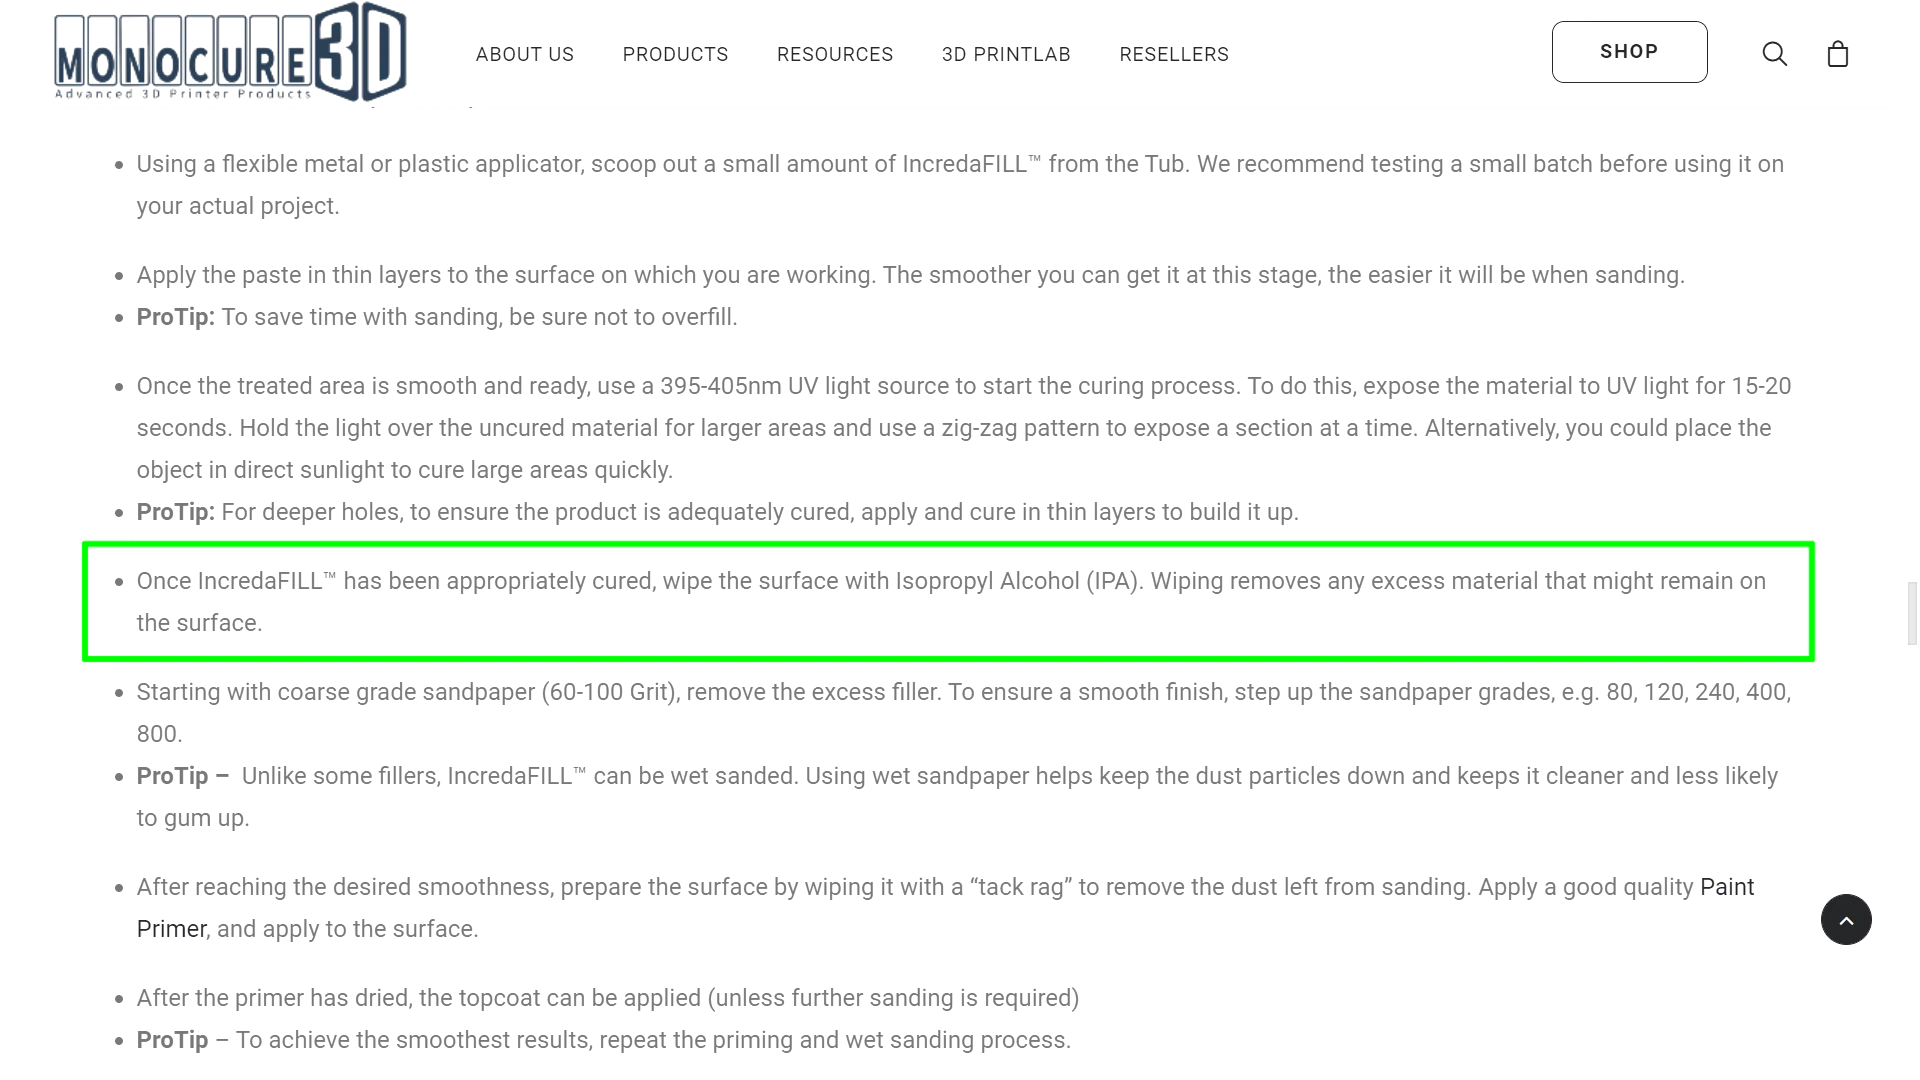 MONOCURE 3D
Advanced 3D Printer Products
ABOUT US
PRODUCTS
RESOURCES
3D PRINTLAB
RESELLERS
SHOP
• Using a flexible metal or plastic applicator, scoop out a small amount of IncredaFILL™ from the Tub. We recommend testing a small batch before using it on
your actual project.
• Apply the paste in thin layers to the surface on which you are working. The smoother you can get it at this stage, the easier it will be when sanding.
• ProTip: To save time with sanding, be sure not to overfill.
• Once the treated area is smooth and ready, use a 395-405nm UV light source to start the curing process. To do this, expose the material to UV light for 15-20
seconds. Hold the light over the uncured material for larger areas and use a zig-zag pattern to expose a section at a time. Alternatively, you could place the
object in direct sunlight to cure large areas quickly.
• ProTip: For deeper holes, to ensure the product is adequately cured, apply and cure in thin layers to build it up.
• Once IncredaFILL™ has been appropriately cured, wipe the surface with Isopropyl Alcohol (IPA). Wiping removes any excess material that might remain on
the surface.
• Starting with coarse grade sandpaper (60-100 Grit), remove the excess filler. To ensure a smooth finish, step up the sandpaper grades, e.g. 80, 120, 240, 400,
800.
• ProTip – Unlike some fillers, IncredaFILL™ can be wet sanded. Using wet sandpaper helps keep the dust particles down and keeps it cleaner and less likely
to gum up.
• After reaching the desired smoothness, prepare the surface by wiping it with a “tack rag” to remove the dust left from sanding. Apply a good quality Paint
Primer, and apply to the surface.
• After the primer has dried, the topcoat can be applied (unless further sanding is required)
• ProTip – To achieve the smoothest results, repeat the priming and wet sanding process.